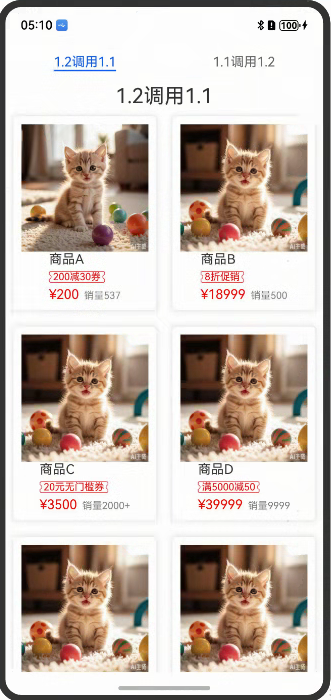 05:10
100
1.2调用1.1
1.1调用1.2
1.2调用1.1
AI生成
AI生成
商品A
商品B
200减30券
8折促销
¥200 销量537
¥18999 销量500
AI生成
AI生成
商品C
商品D
20元无门槛券
满5000减50
¥3500 销量2000+
¥39999 销量9999
AI生成
AI生成